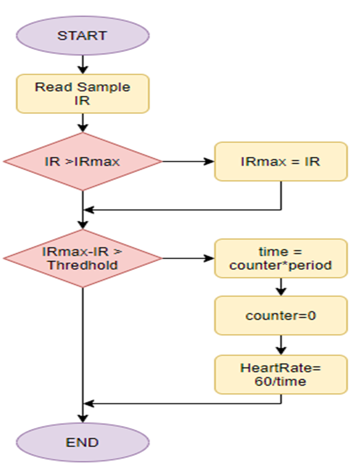 START
Read Sample
IR
IR >IRmax
IRmax = IR
IRmax-IR >
Thredhold
time =
counter*period
counter=0
HeartRate=
60/time
END